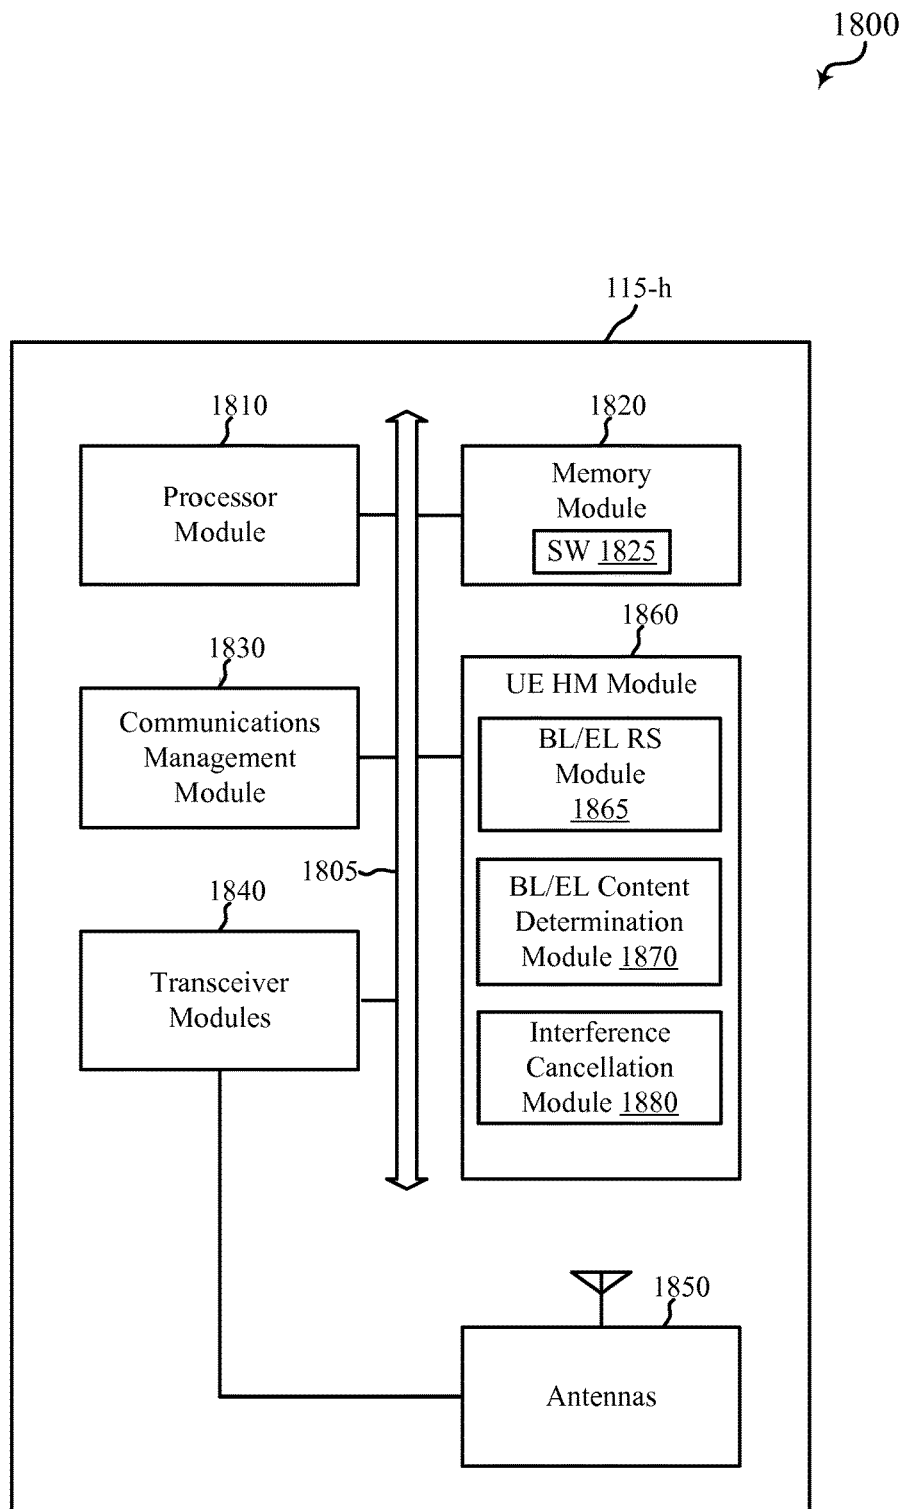 1800
115-h
1810
Processor
Module
1820
Memory
Module
SW 1825
1830
Communications
Management
Module
1860
UE HM Module
BL/EL RS
Module
1865
BL/EL Content
Determination
Module 1870
Interference
Cancellation
Module 1880
1805
1840
Transceiver
Modules
1850
Antennas